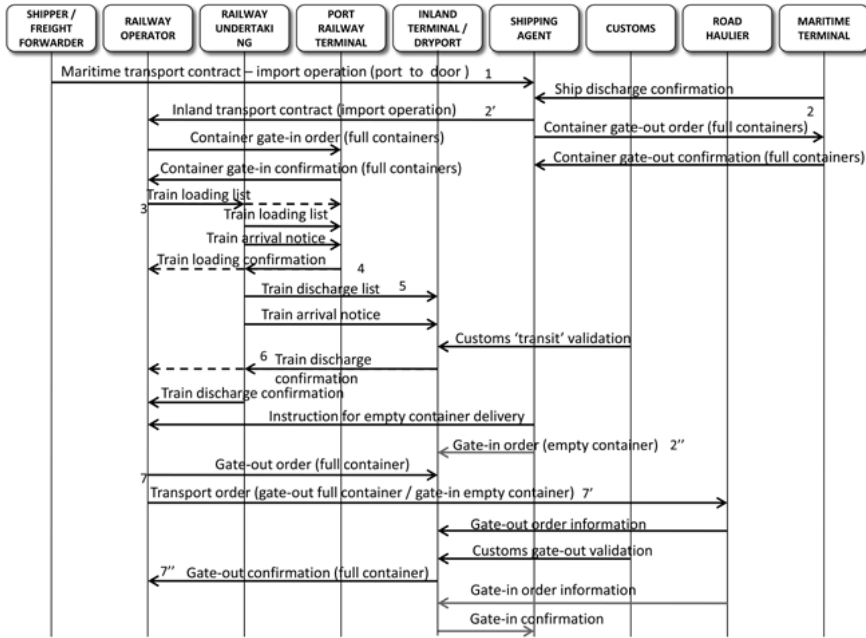 SHIPPER /
FREIGHT
FORWARDER
RAILWAY
OPERATOR
RAILWAY
UNDERTAKI
NG
PORT
RAILWAY
TERMINAL
INLAND
TERMINAL /
DRYPORT
SHIPPING
AGENT
CUSTOMS
ROAD
HAULIER
MARITIME
TERMINAL
Maritime transport contract – import operation (port to door ) 1
Ship discharge confirmation
Inland transport contract (import operation) 2'
2
Container gate-out order (full containers)
Container gate-in order (full containers)
Container gate-out confirmation (full containers)
Container gate-in confirmation (full containers)
Train loading list
3
Train loading list
Train arrival notice
Train loading confirmation 4
Train discharge list 5
Train arrival notice
Customs 'transit' validation
6 Train discharge
confirmation
Train discharge confirmation
Instruction for empty container delivery
Gate-in order (empty container) 2''
Gate-out order (full container)
7
Transport order (gate-out full container / gate-in empty container) 7'
Gate-out order information
Customs gate-out validation
7'' Gate-out confirmation (full container)
Gate-in order information
Gate-in confirmation